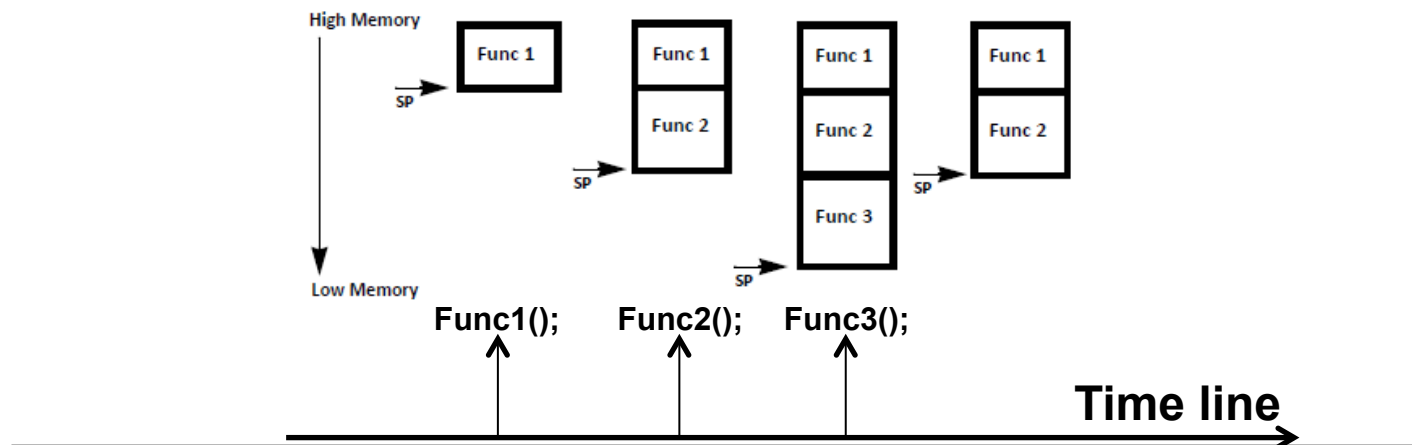 High Memory
Func 1
SP
Func 1
Func 2
SP
Func 1
Func 2
Func 3
SP
Func 1
Func 2
SP
Low Memory
Func1();
Func2();
Func3();
Time line